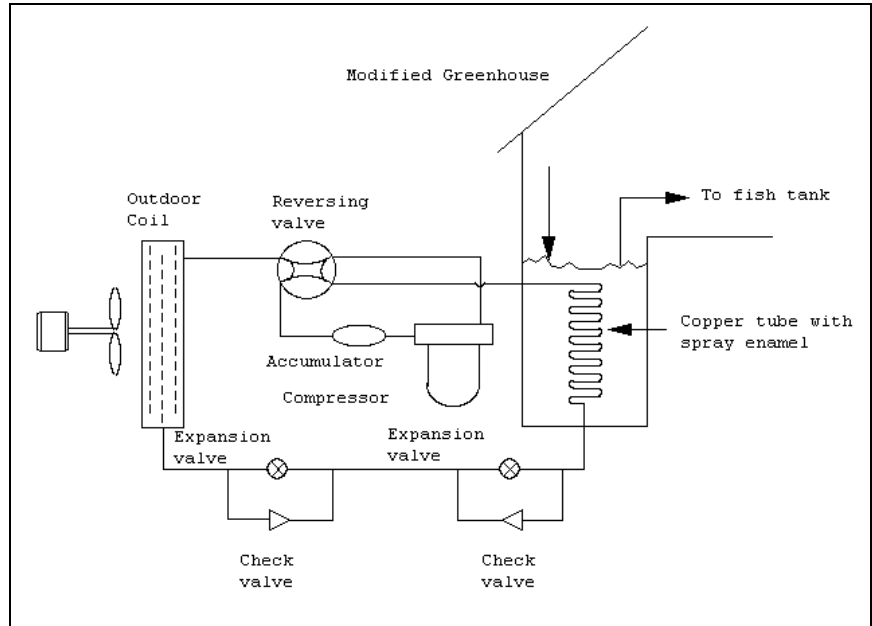 Modified Greenhouse
Outdoor
Coil
Reversing
valve
To fish tank
Copper tube with
spray enamel
Accumulator
Compressor
Expansion
valve
Expansion
valve
Check
valve
Check
valve